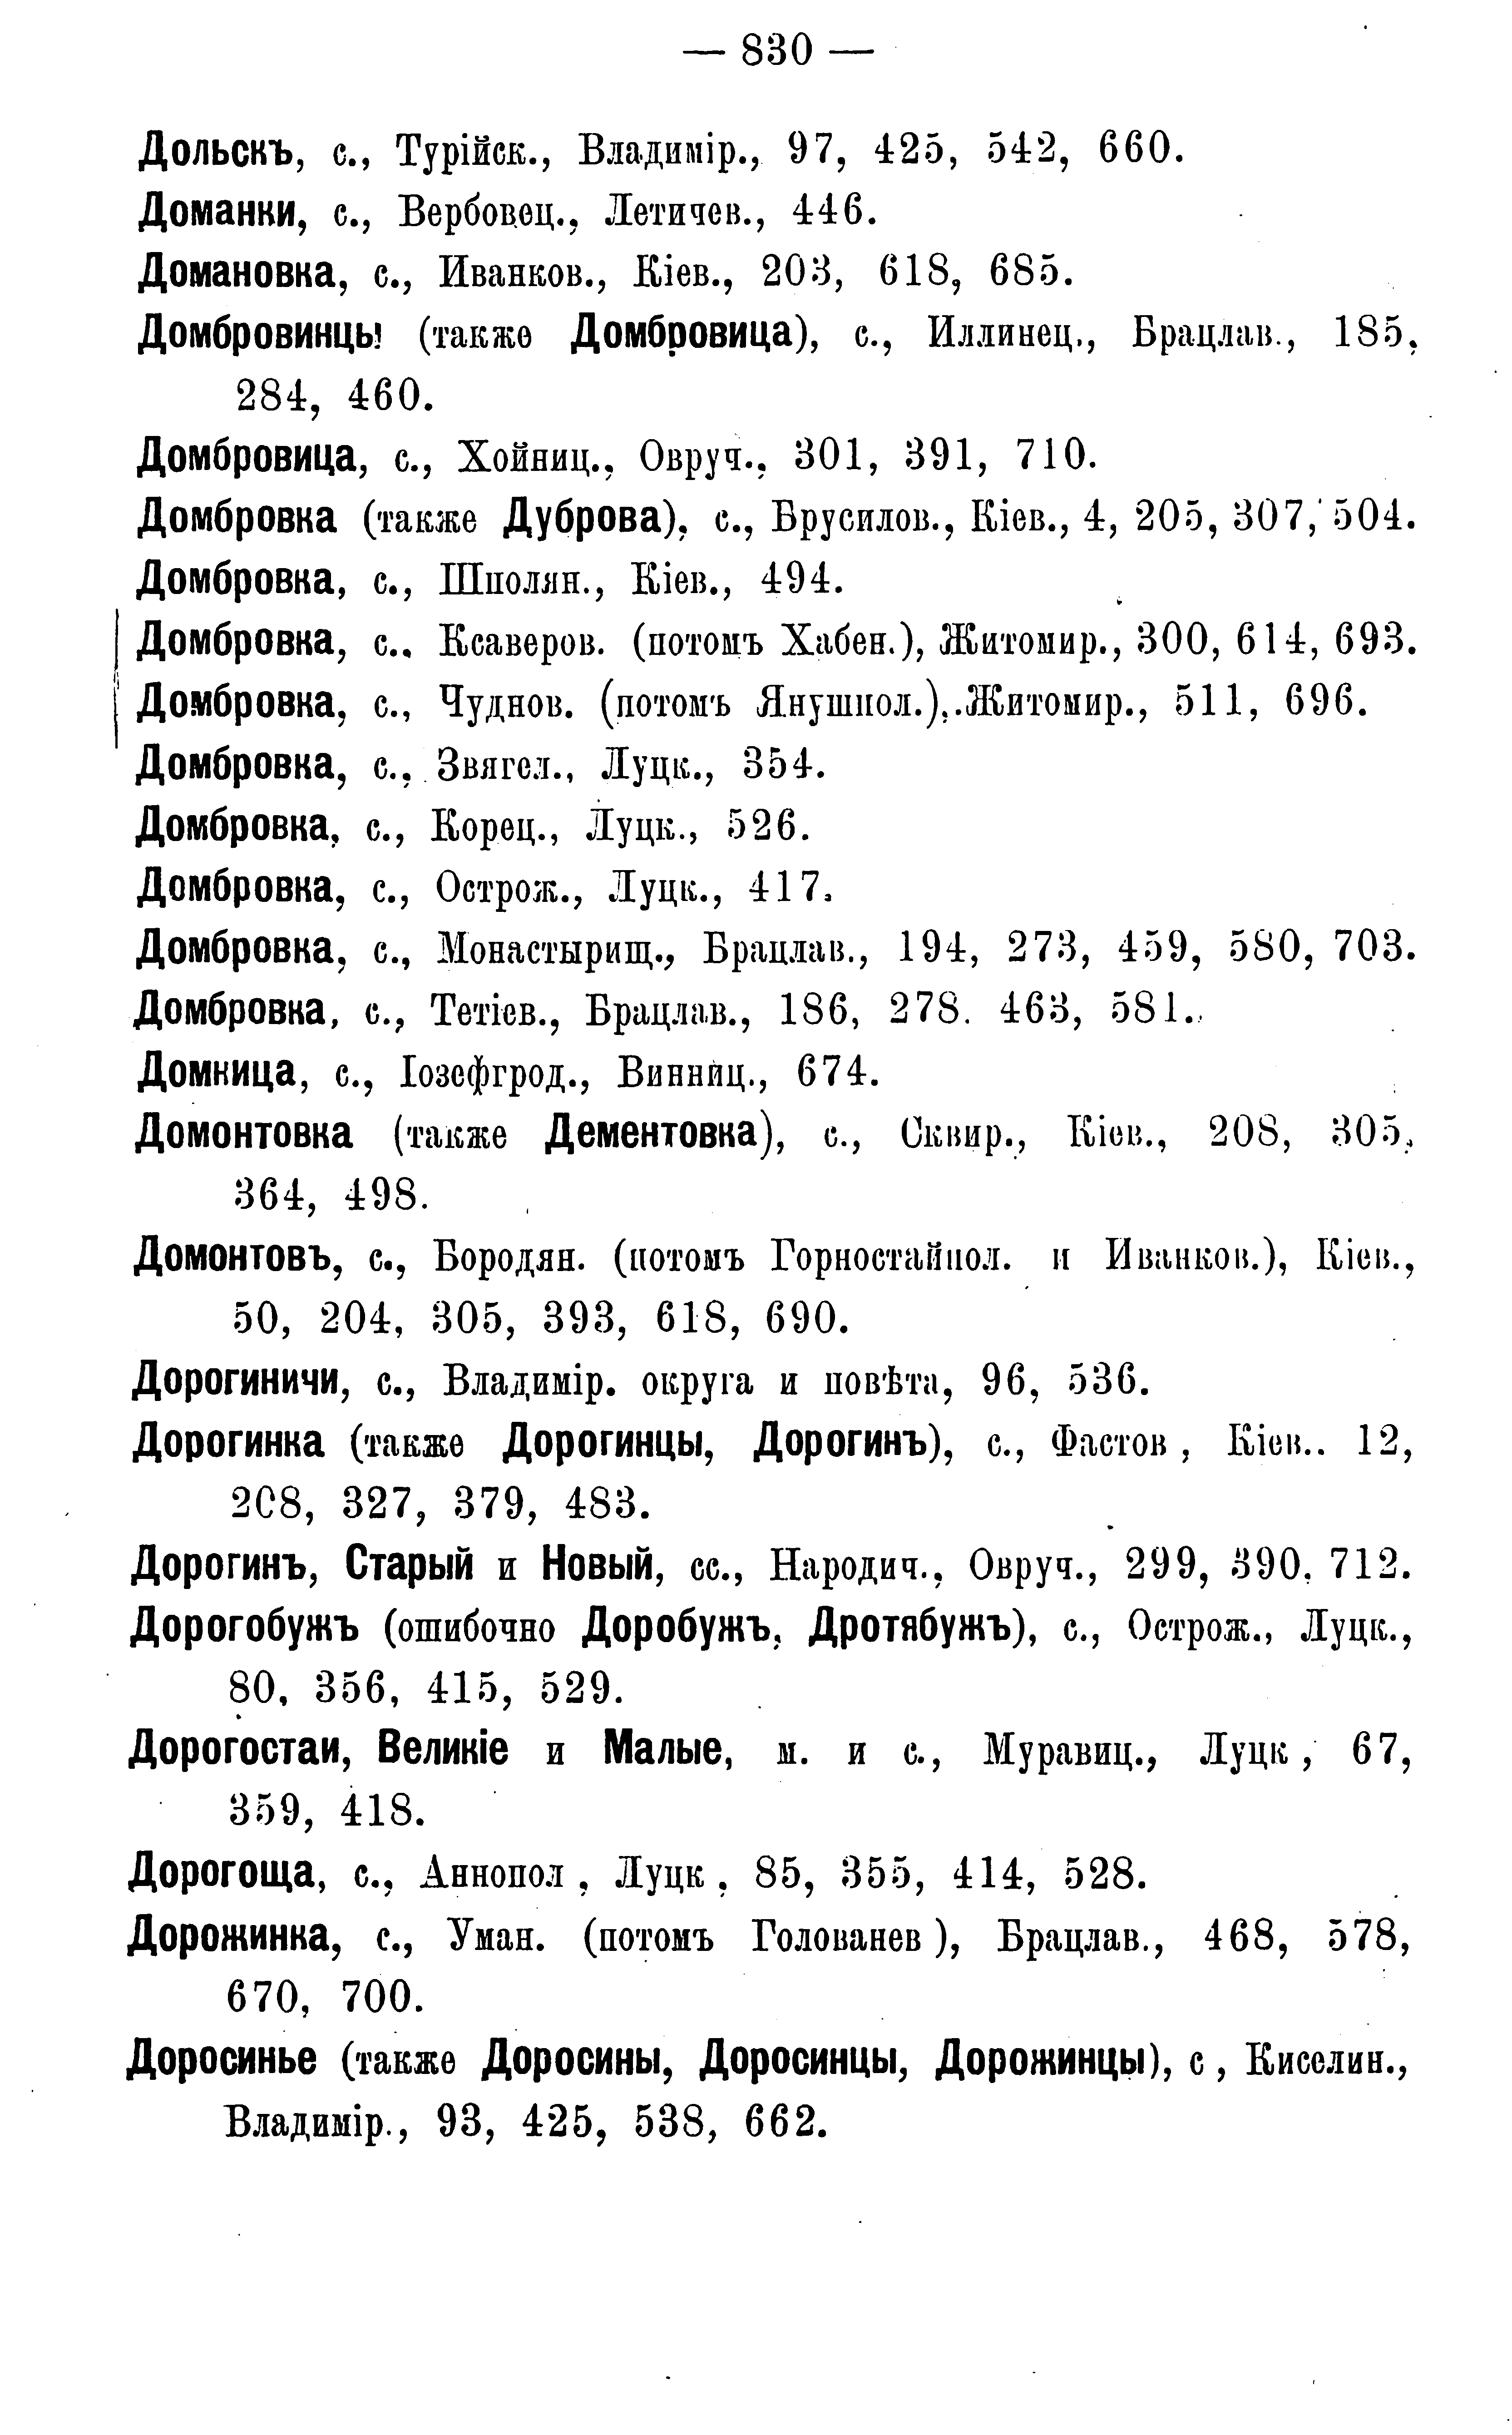 — 830 —
Дольскъ, с., Турійск., Владимір., 97, 425, 542, 660.
Доманки, с., Вербовец., Летичев., 446.
Домановка, с., Иванков., Кіев., 203, 618, 685.
Домбровинцы (также Домбровица), с., Иллинец., Брацлав., 185,
284, 460.
Домбровица, с., Хойниц., Овруч., 301, 391, 710.
Домбровка (также Дуброва), с., Брусилов., Кіев., 4, 205, 307, 504.
Домбровка, с., Шполян., Кіев., 494.
Домбровка, с., Ксаверов. (потомъ Хабен.), Житомир., 300, 614, 693.
Домбровка, с., Чуднов. (потомъ Янушпол.), Житомир., 511, 696.
Домбровка, с., Звягел., Луцк., 354.
Домбровка, с., Корец., Луцк., 526.
Домбровка, с., Острож., Луцк., 417.
Домбровка, с., Монастырищ., Брацлав., 194, 273, 459, 580, 703.
Домбровка, с., Тетіев., Брацлав., 186, 278. 463, 581.
Домница, с., Іозефгрод., Винниц., 674.
Домонтовка (также Дементовка), с., Сквир., Кіев., 208, 305,
364, 498.
Домонтовъ, с., Бородян. (потомъ Горностайпол. и Иванков.), Кіев.,
50, 204, 305, 393, 618, 690.
Дорогиничи, с., Владимір. округа и повѣта, 96, 536.
Дорогинка (также Дорогинцы, Дорогинъ), с., Фастов , Кіев.. 12,
208, 327, 379, 483.
Дорогинъ, Старый и Новый, сс., Народич., Овруч., 299, 390, 712.
Дорогобужъ (ошибочно Доробужъ, Дротябужъ), с., Острож., Луцк.,
80, 356, 415, 529.
Дорогостаи, Великіе и Малые, м. и с., Муравиц., Луцк , 67,
359, 418.
Дорогоща, с., Аннопол , Луцк , 85, 355, 414, 528.
Дорожинка, с., Уман. (потомъ Голованев ), Брацлав., 468, 578,
670, 700.
Доросинье (также Доросины, Доросинцы, Дорожинцы), с , Киселин.,
Владимір., 93, 425, 538, 662.